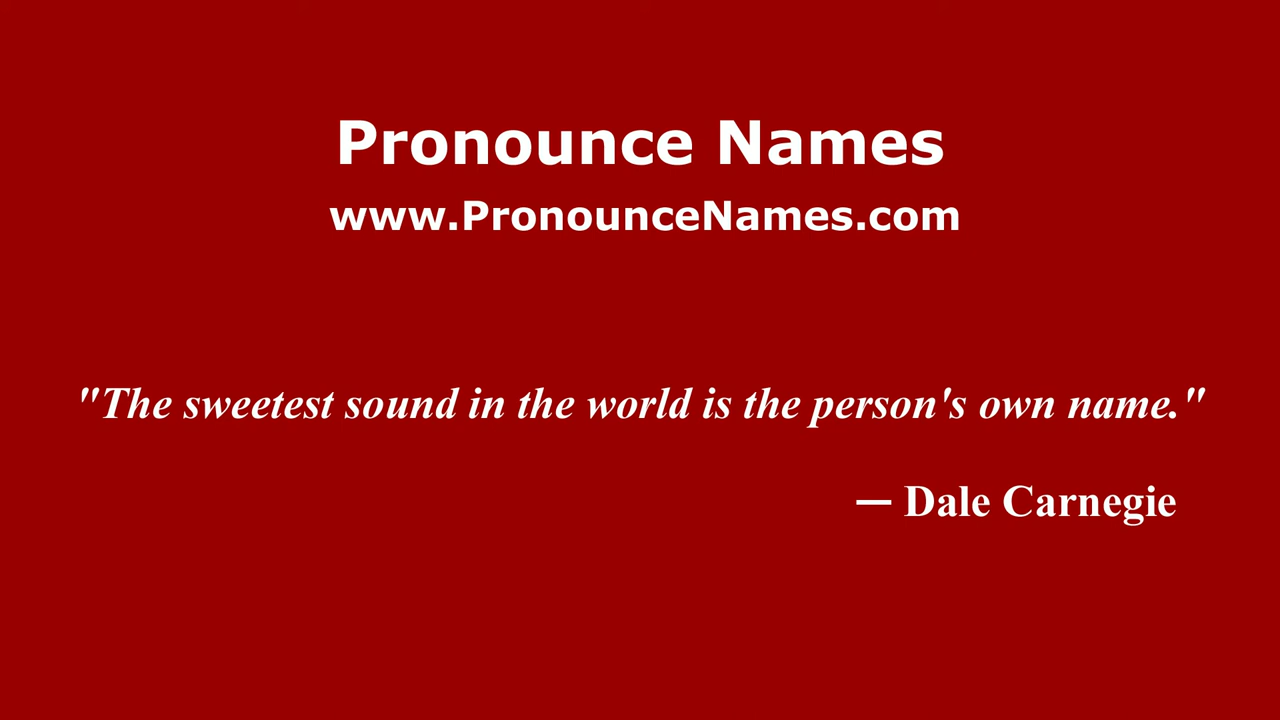 Pronounce Names
www.PronounceNames.com
"The sweetest sound in the world is the person's own name."
— Dale Carnegie